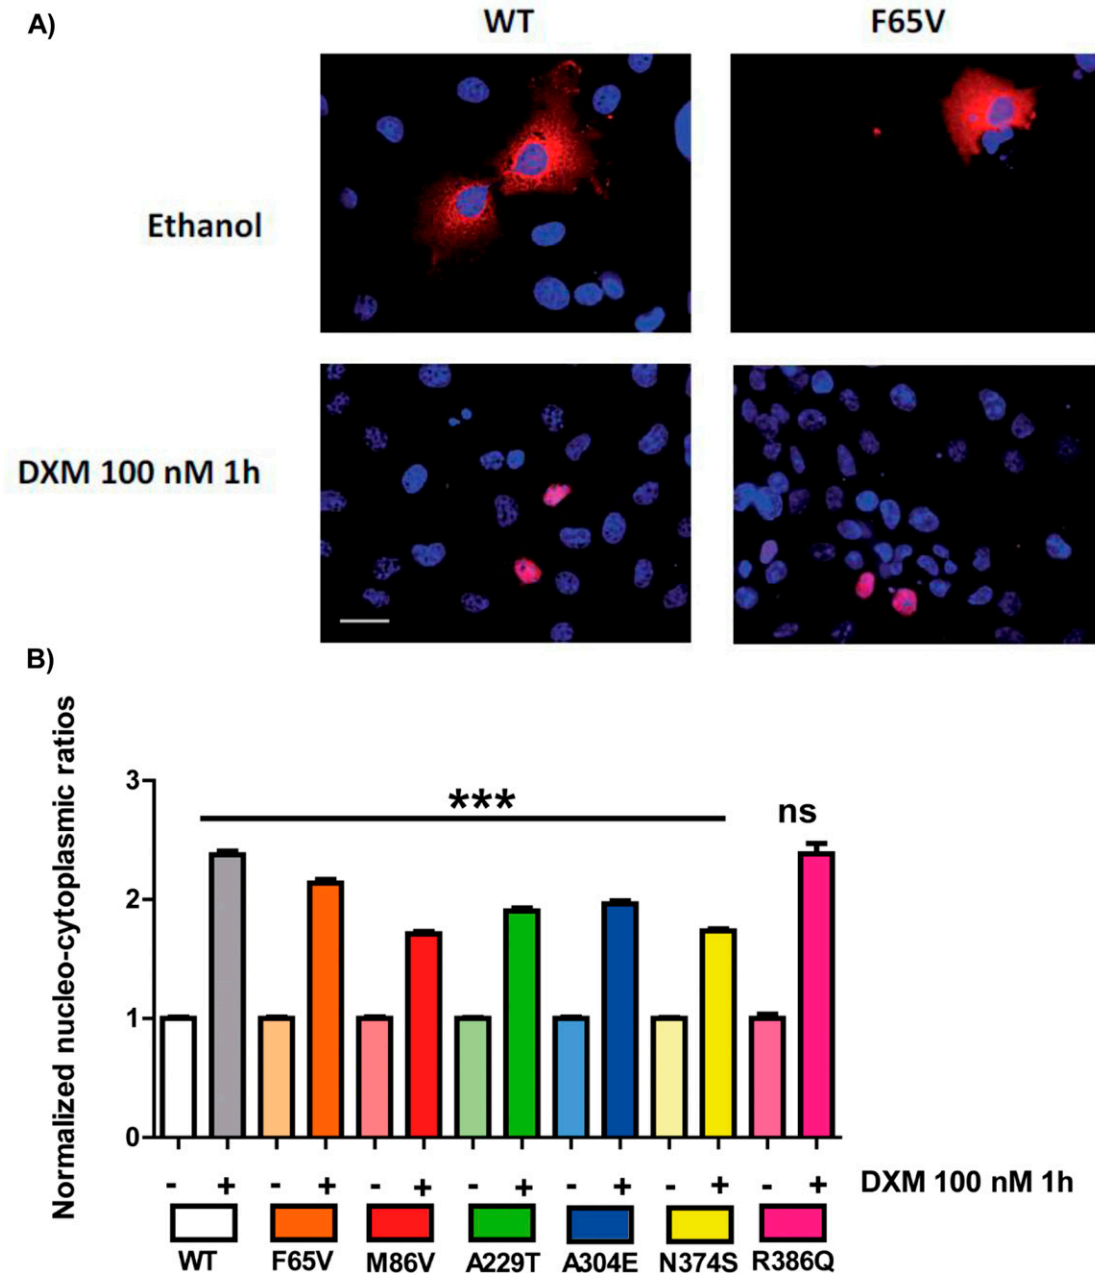 A)
WT F65V
Ethanol
DXM 100 nM 1h
B)
Normalized nucleo-cytoplasmic ratios
3
2
1
0
*** ns
- + - + - + - + - + - + - + DXM 100 nM 1h
WT F65V M86V A229T A304E N374S R386Q